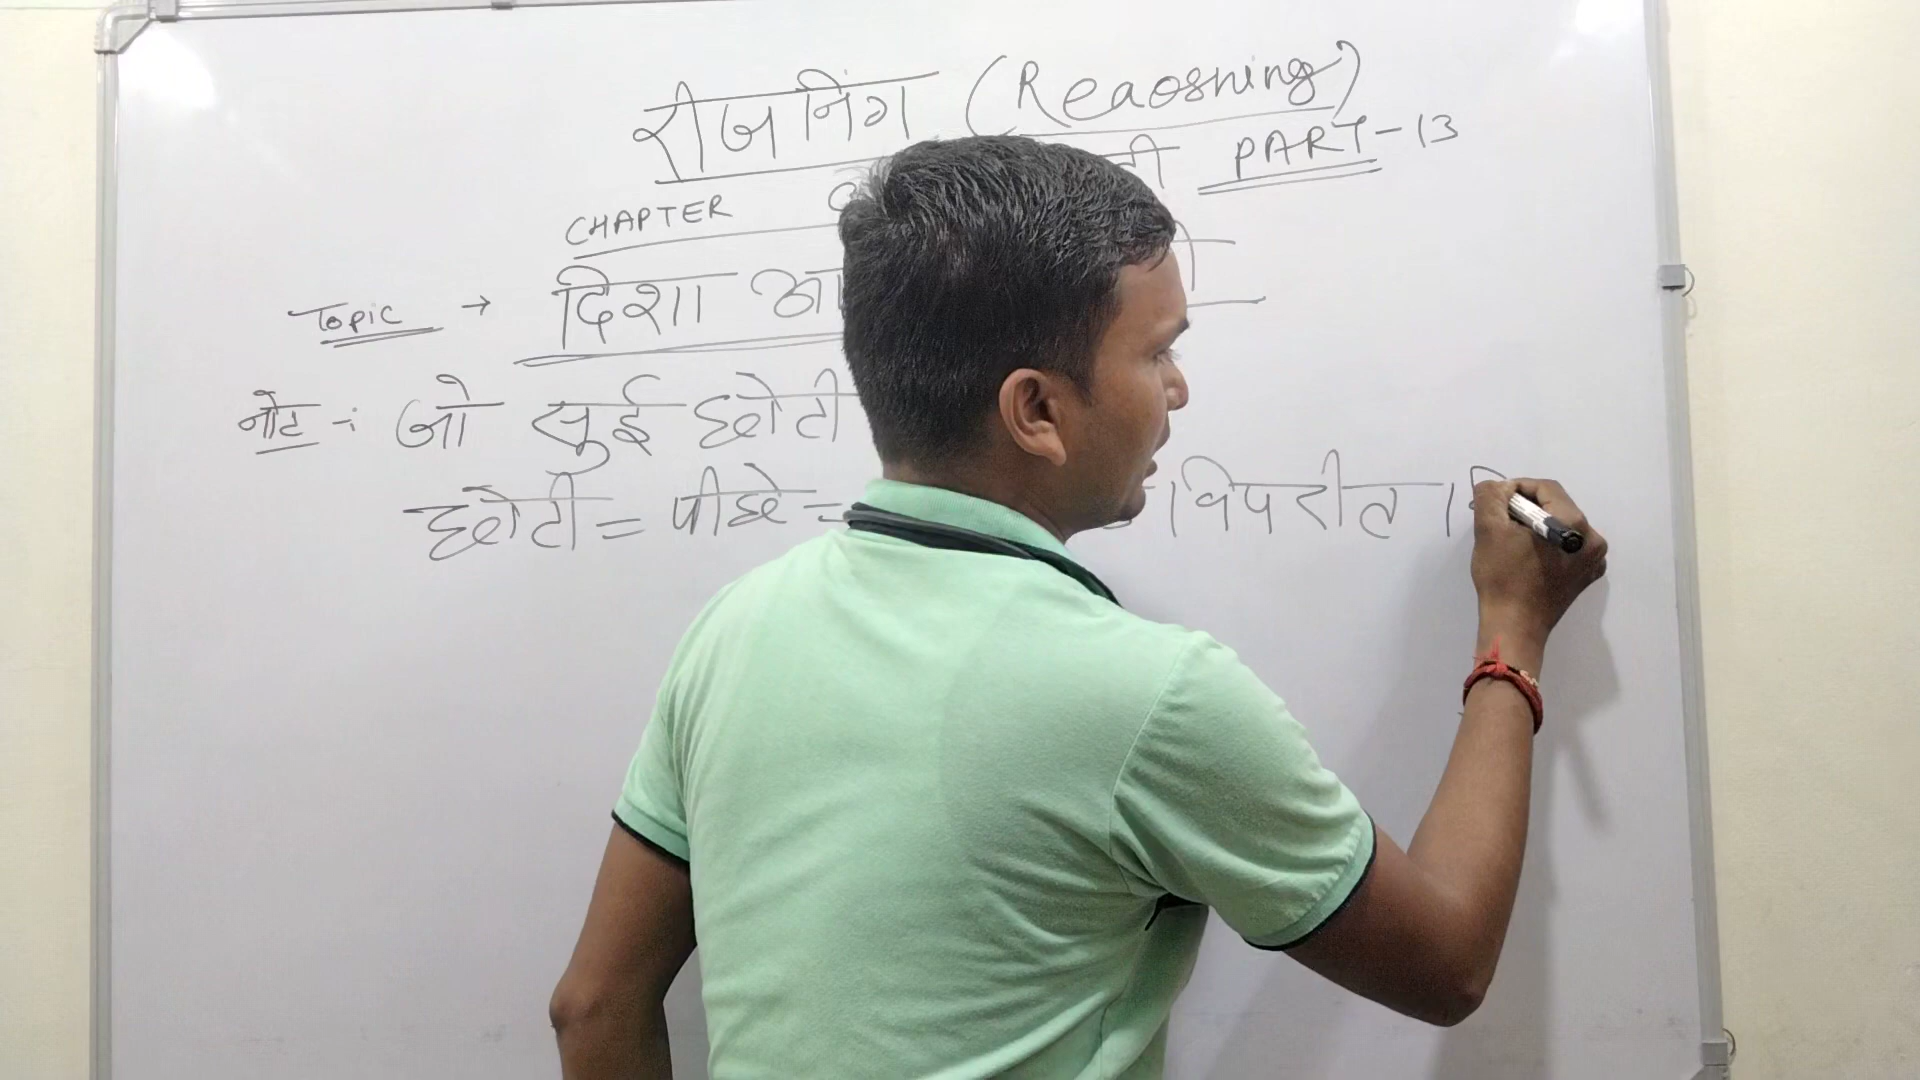 रीजनिंग (Reaosning)
PART-13
CHAPTER
Topic → दिशा
नोट -: जो सुई छोटी
छोटी = पीछे = । विपरीत ।